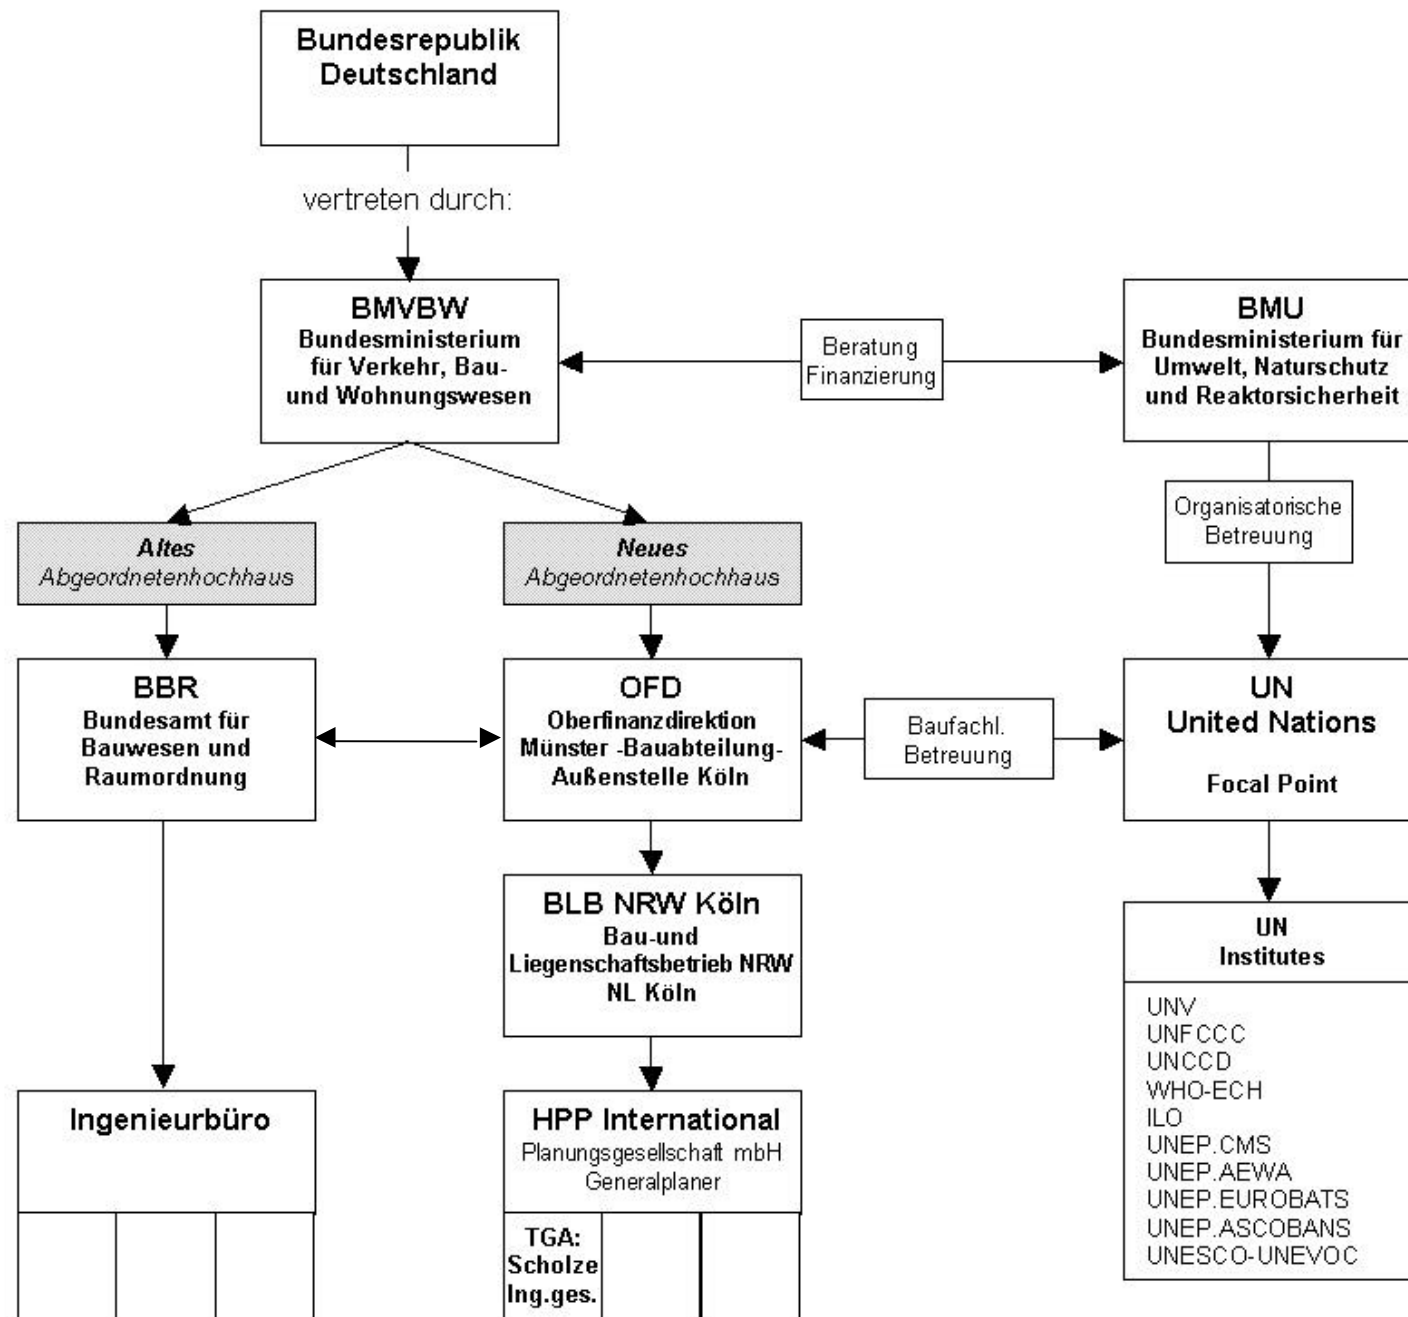 Bundesrepublik
Deutschland
vertreten durch:
BMVBW
Bundesministerium
für Verkehr, Bau-
und Wohnungswesen
Beratung
Finanzierung
BMU
Bundesministerium für
Umwelt, Naturschutz
und Reaktorsicherheit
Organisatorische
Betreuung
Altes
Abgeordnetenhochhaus
Neues
Abgeordnetenhochhaus
BBR
Bundesamt für
Bauwesen und
Raumordnung
OFD
Oberfinanzdirektion
Münster -Bauabteilung-
Außenstelle Köln
Baufachl.
Betreuung
UN
United Nations
Focal Point
BLB NRW Köln
Bau-und
Liegenschaftsbetrieb NRW
NL Köln
UN
Institutes
UNV
UNFCCC
UNCCD
WHO-ECH
ILO
UNEP.CMS
UNEP.AEWA
UNEP.EUROBATS
UNEP.ASCOBANS
UNESCO-UNEVOC
Ingenieurbüro
HPP International
Planungsgesellschaft mbH
Generalplaner
TGA:
Scholze
Ing.ges.